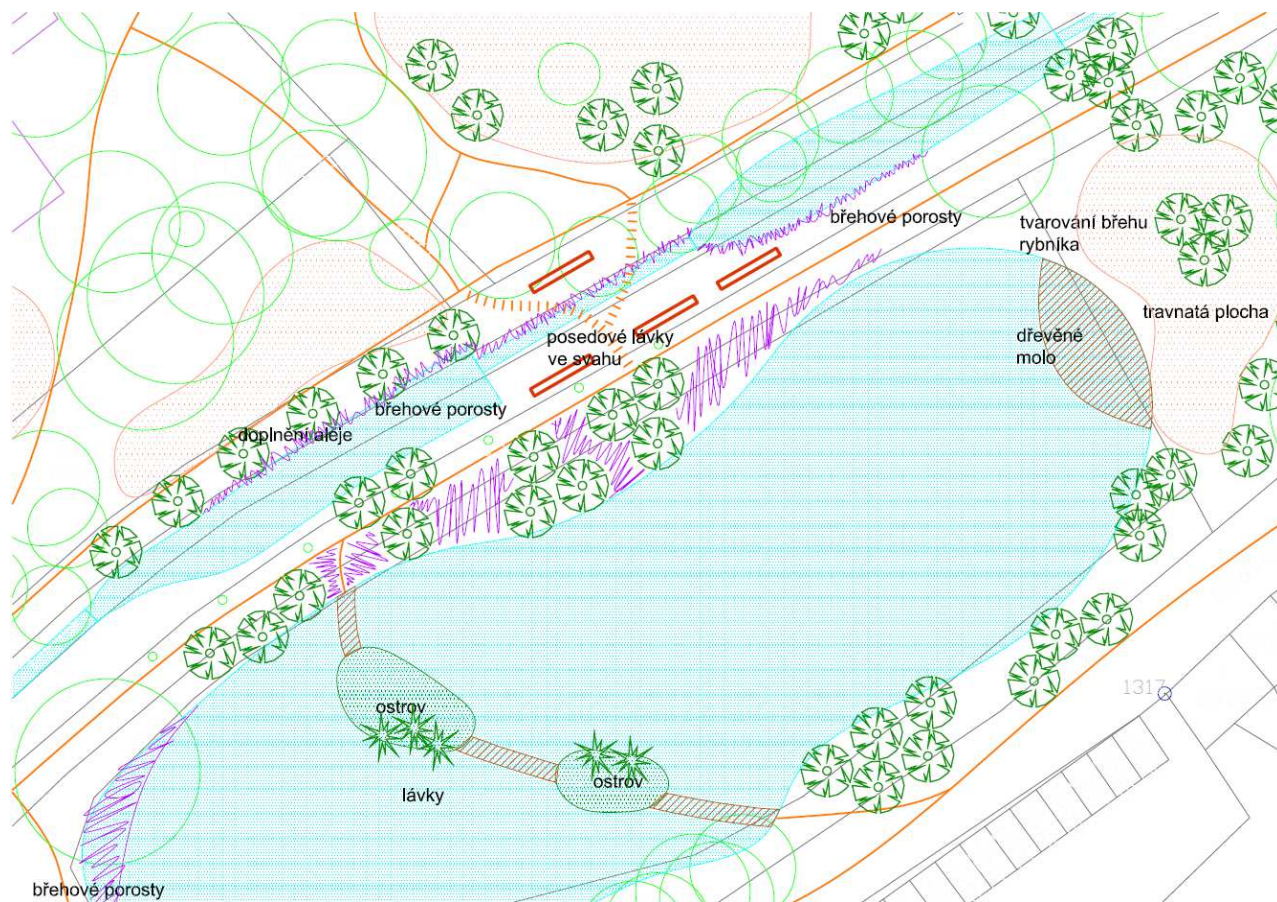 břehové porosty
tvarování břehu
rybníka
travnatá plocha
posedové lávky
ve svahu
dřevěné
molo
břehové porosty
doplnění aleje
1317
ostrov
ostrov
lávky
břehové porosty